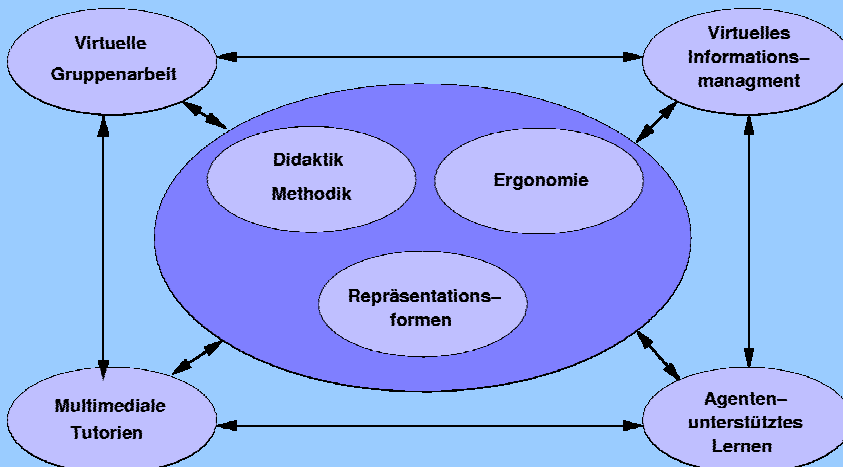 Virtuelle
Gruppenarbeit
Virtuelles
Informations–
managment
Didaktik
Methodik
Ergonomie
Repräsentations–
formen
Multimediale
Tutorien
Agenten–
unterstütztes
Lernen